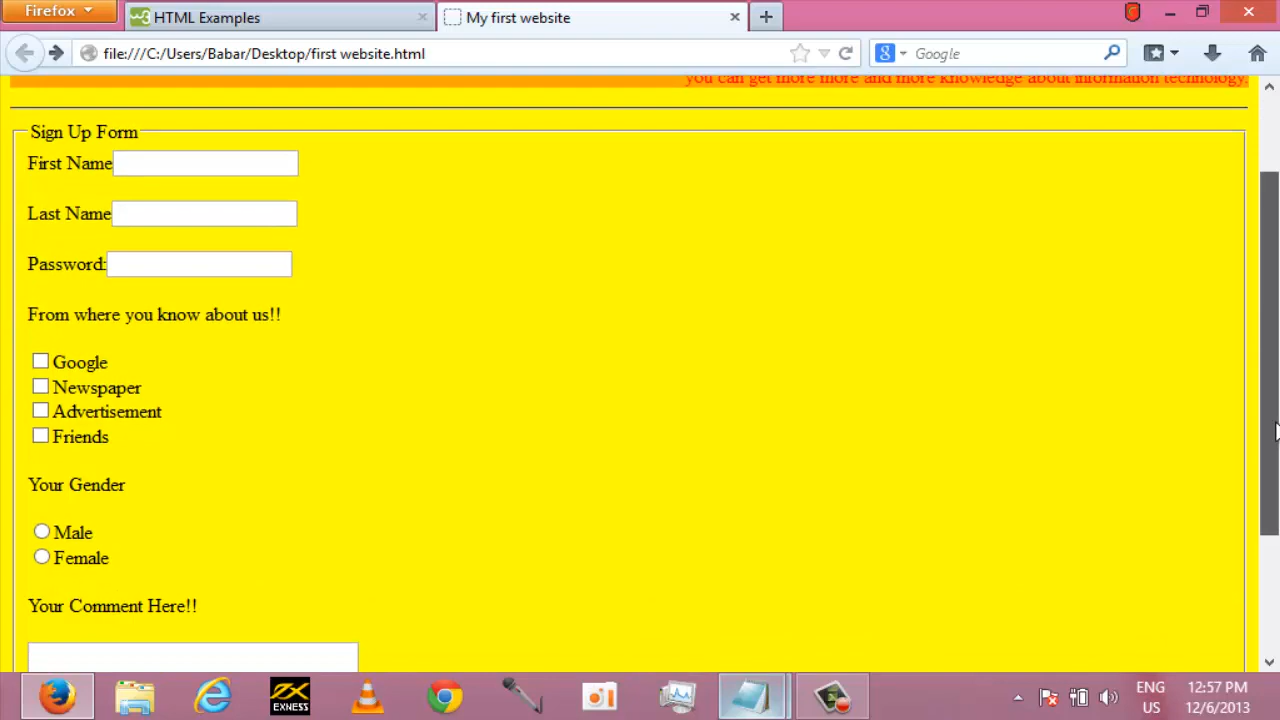 Firefox
HTML Examples
My first website
file:///C:/Users/Babar/Desktop/first website.html
Google
you can get more more and more knowledge about information technology.
Sign Up Form
First Name
Last Name
Password:
From where you know about us!!
Google
Newspaper
Advertisement
Friends
Your Gender
Male
Female
Your Comment Here!!
EXNESS
ENG
US
12:57 PM
12/6/2013